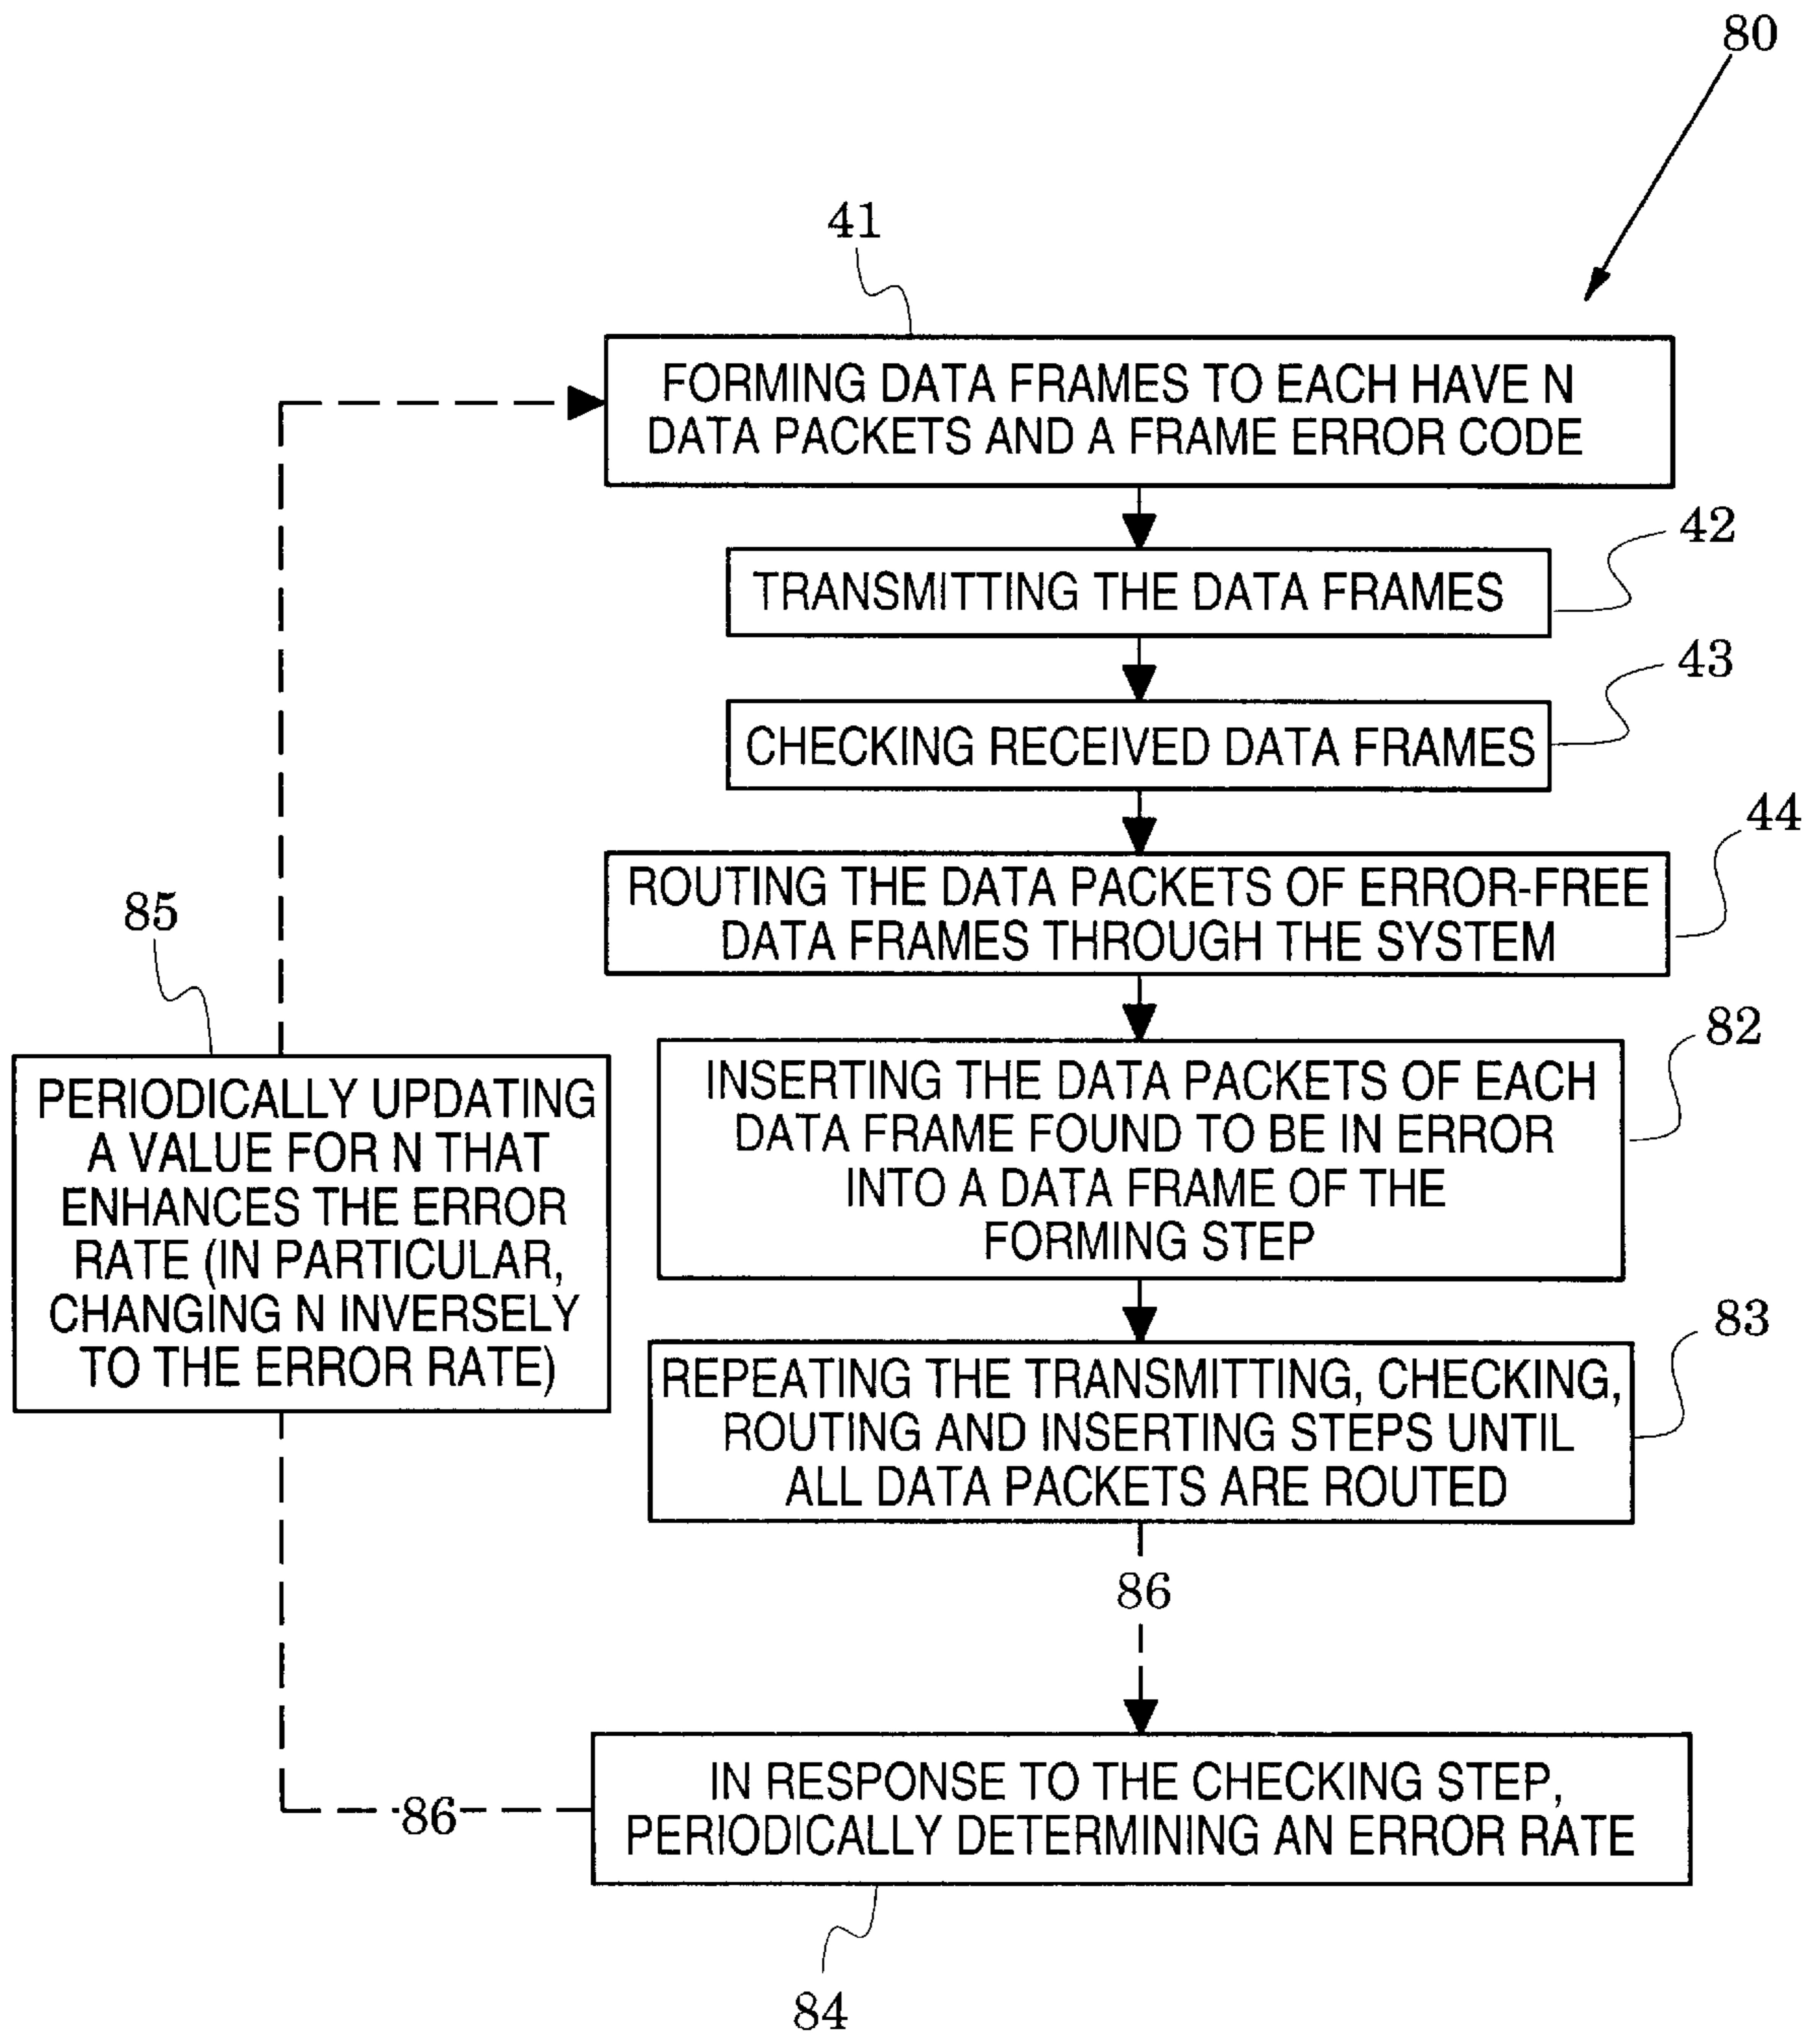 80
41
FORMING DATA FRAMES TO EACH HAVE N
DATA PACKETS AND A FRAME ERROR CODE
42
TRANSMITTING THE DATA FRAMES
43
CHECKING RECEIVED DATA FRAMES
44
ROUTING THE DATA PACKETS OF ERROR-FREE
DATA FRAMES THROUGH THE SYSTEM
82
INSERTING THE DATA PACKETS OF EACH
DATA FRAME FOUND TO BE IN ERROR
INTO A DATA FRAME OF THE
FORMING STEP
83
REPEATING THE TRANSMITTING, CHECKING,
ROUTING AND INSERTING STEPS UNTIL
ALL DATA PACKETS ARE ROUTED
86
IN RESPONSE TO THE CHECKING STEP,
PERIODICALLY DETERMINING AN ERROR RATE
84
86
85
PERIODICALLY UPDATING
A VALUE FOR N THAT
ENHANCES THE ERROR
RATE (IN PARTICULAR,
CHANGING N INVERSELY
TO THE ERROR RATE)